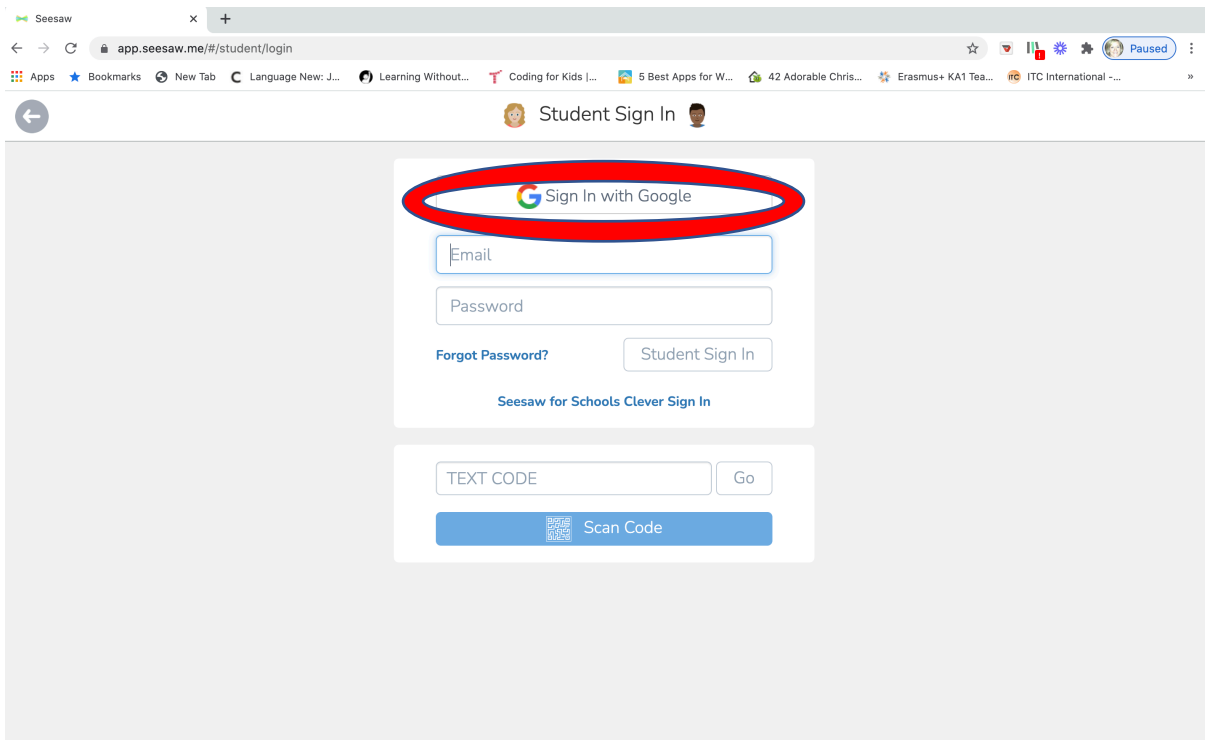 Seesaw
app.seesaw.me/#/student/login
Paused
Apps Bookmarks New Tab Language New: J... Learning Without... Coding for Kids |... 5 Best Apps for W... 42 Adorable Chris... Erasmus+ KA1 Tea... ITC International -... »
Student Sign In
Sign In with Google
Email
Password
Forgot Password? Student Sign In
Seesaw for Schools Clever Sign In
TEXT CODE Go
Scan Code